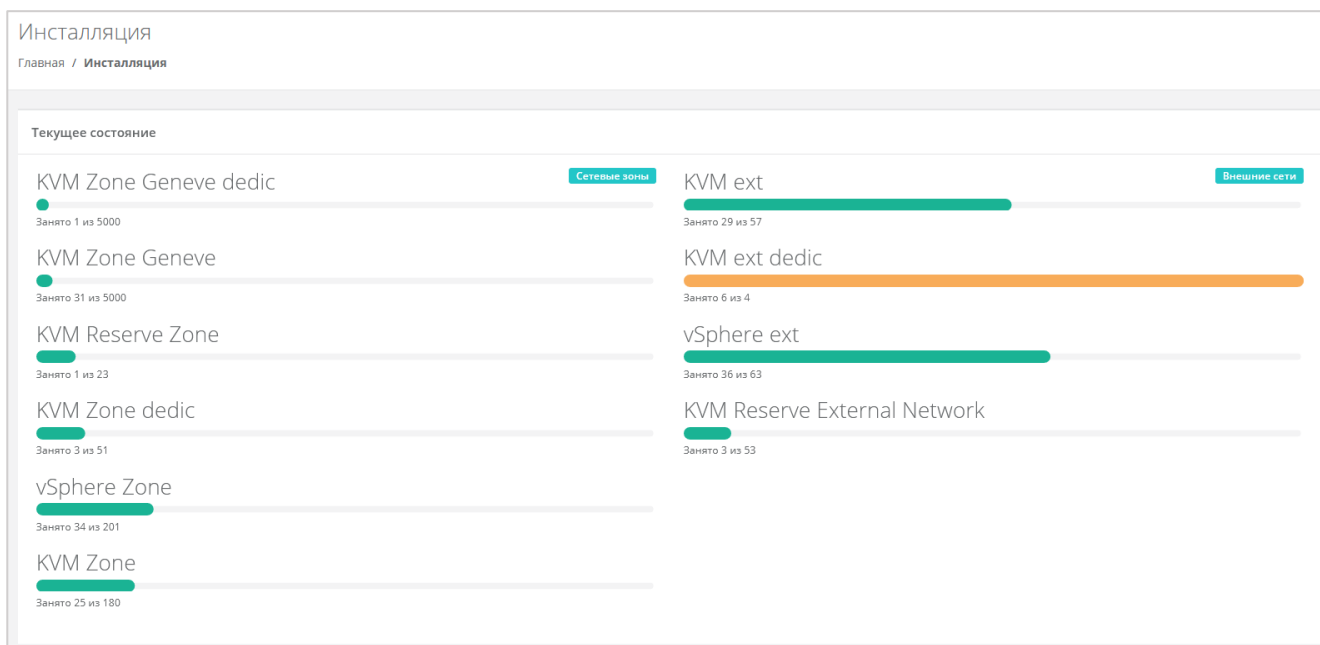 Инсталляция
Главная / Инсталляция
Текущее состояние
Сетевые зоны
KVM Zone Geneve dedic
Занято 1 из 5000
KVM Zone Geneve
Занято 31 из 5000
KVM Reserve Zone
Занято 1 из 23
KVM Zone dedic
Занято 3 из 51
vSphere Zone
Занято 34 из 201
KVM Zone
Занято 25 из 180
Внешние сети
KVM ext
Занято 29 из 57
KVM ext dedic
Занято 6 из 4
vSphere ext
Занято 36 из 63
KVM Reserve External Network
Занято 3 из 53